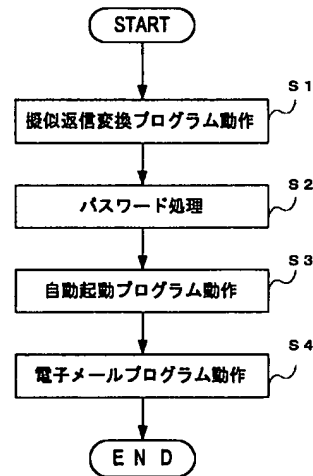 START
S1
擬似返信変換プログラム動作
S2
パスワード処理
S3
自動起動プログラム動作
S4
電子メールプログラム動作
END